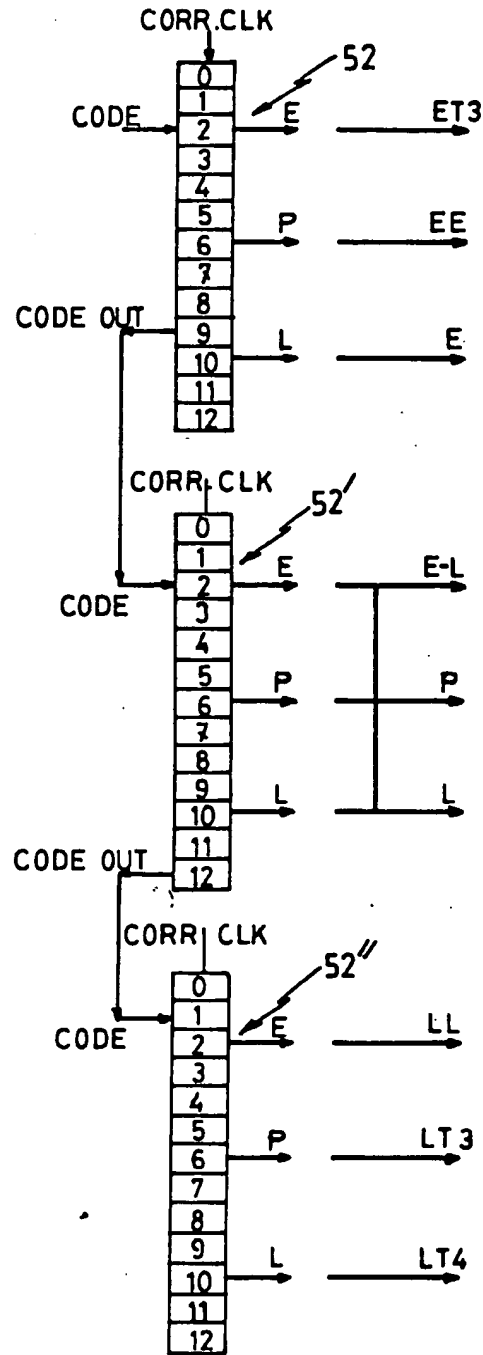 CORR.CLK
52
0
1
CODE 2 E ET3
3
4
5
6 P EE
7
8
CODE OUT 9
10 L E
11
12
CORR. CLK
52'
0
1
CODE 2 E E-L
3
4
5
6 P P
7
8
9
10 L L
11
CODE OUT 12
CORR CLK
52"
0
CODE 1
2 E LL
3
4
5
6 P LT3
7
8
9
10 L LT4
11
12